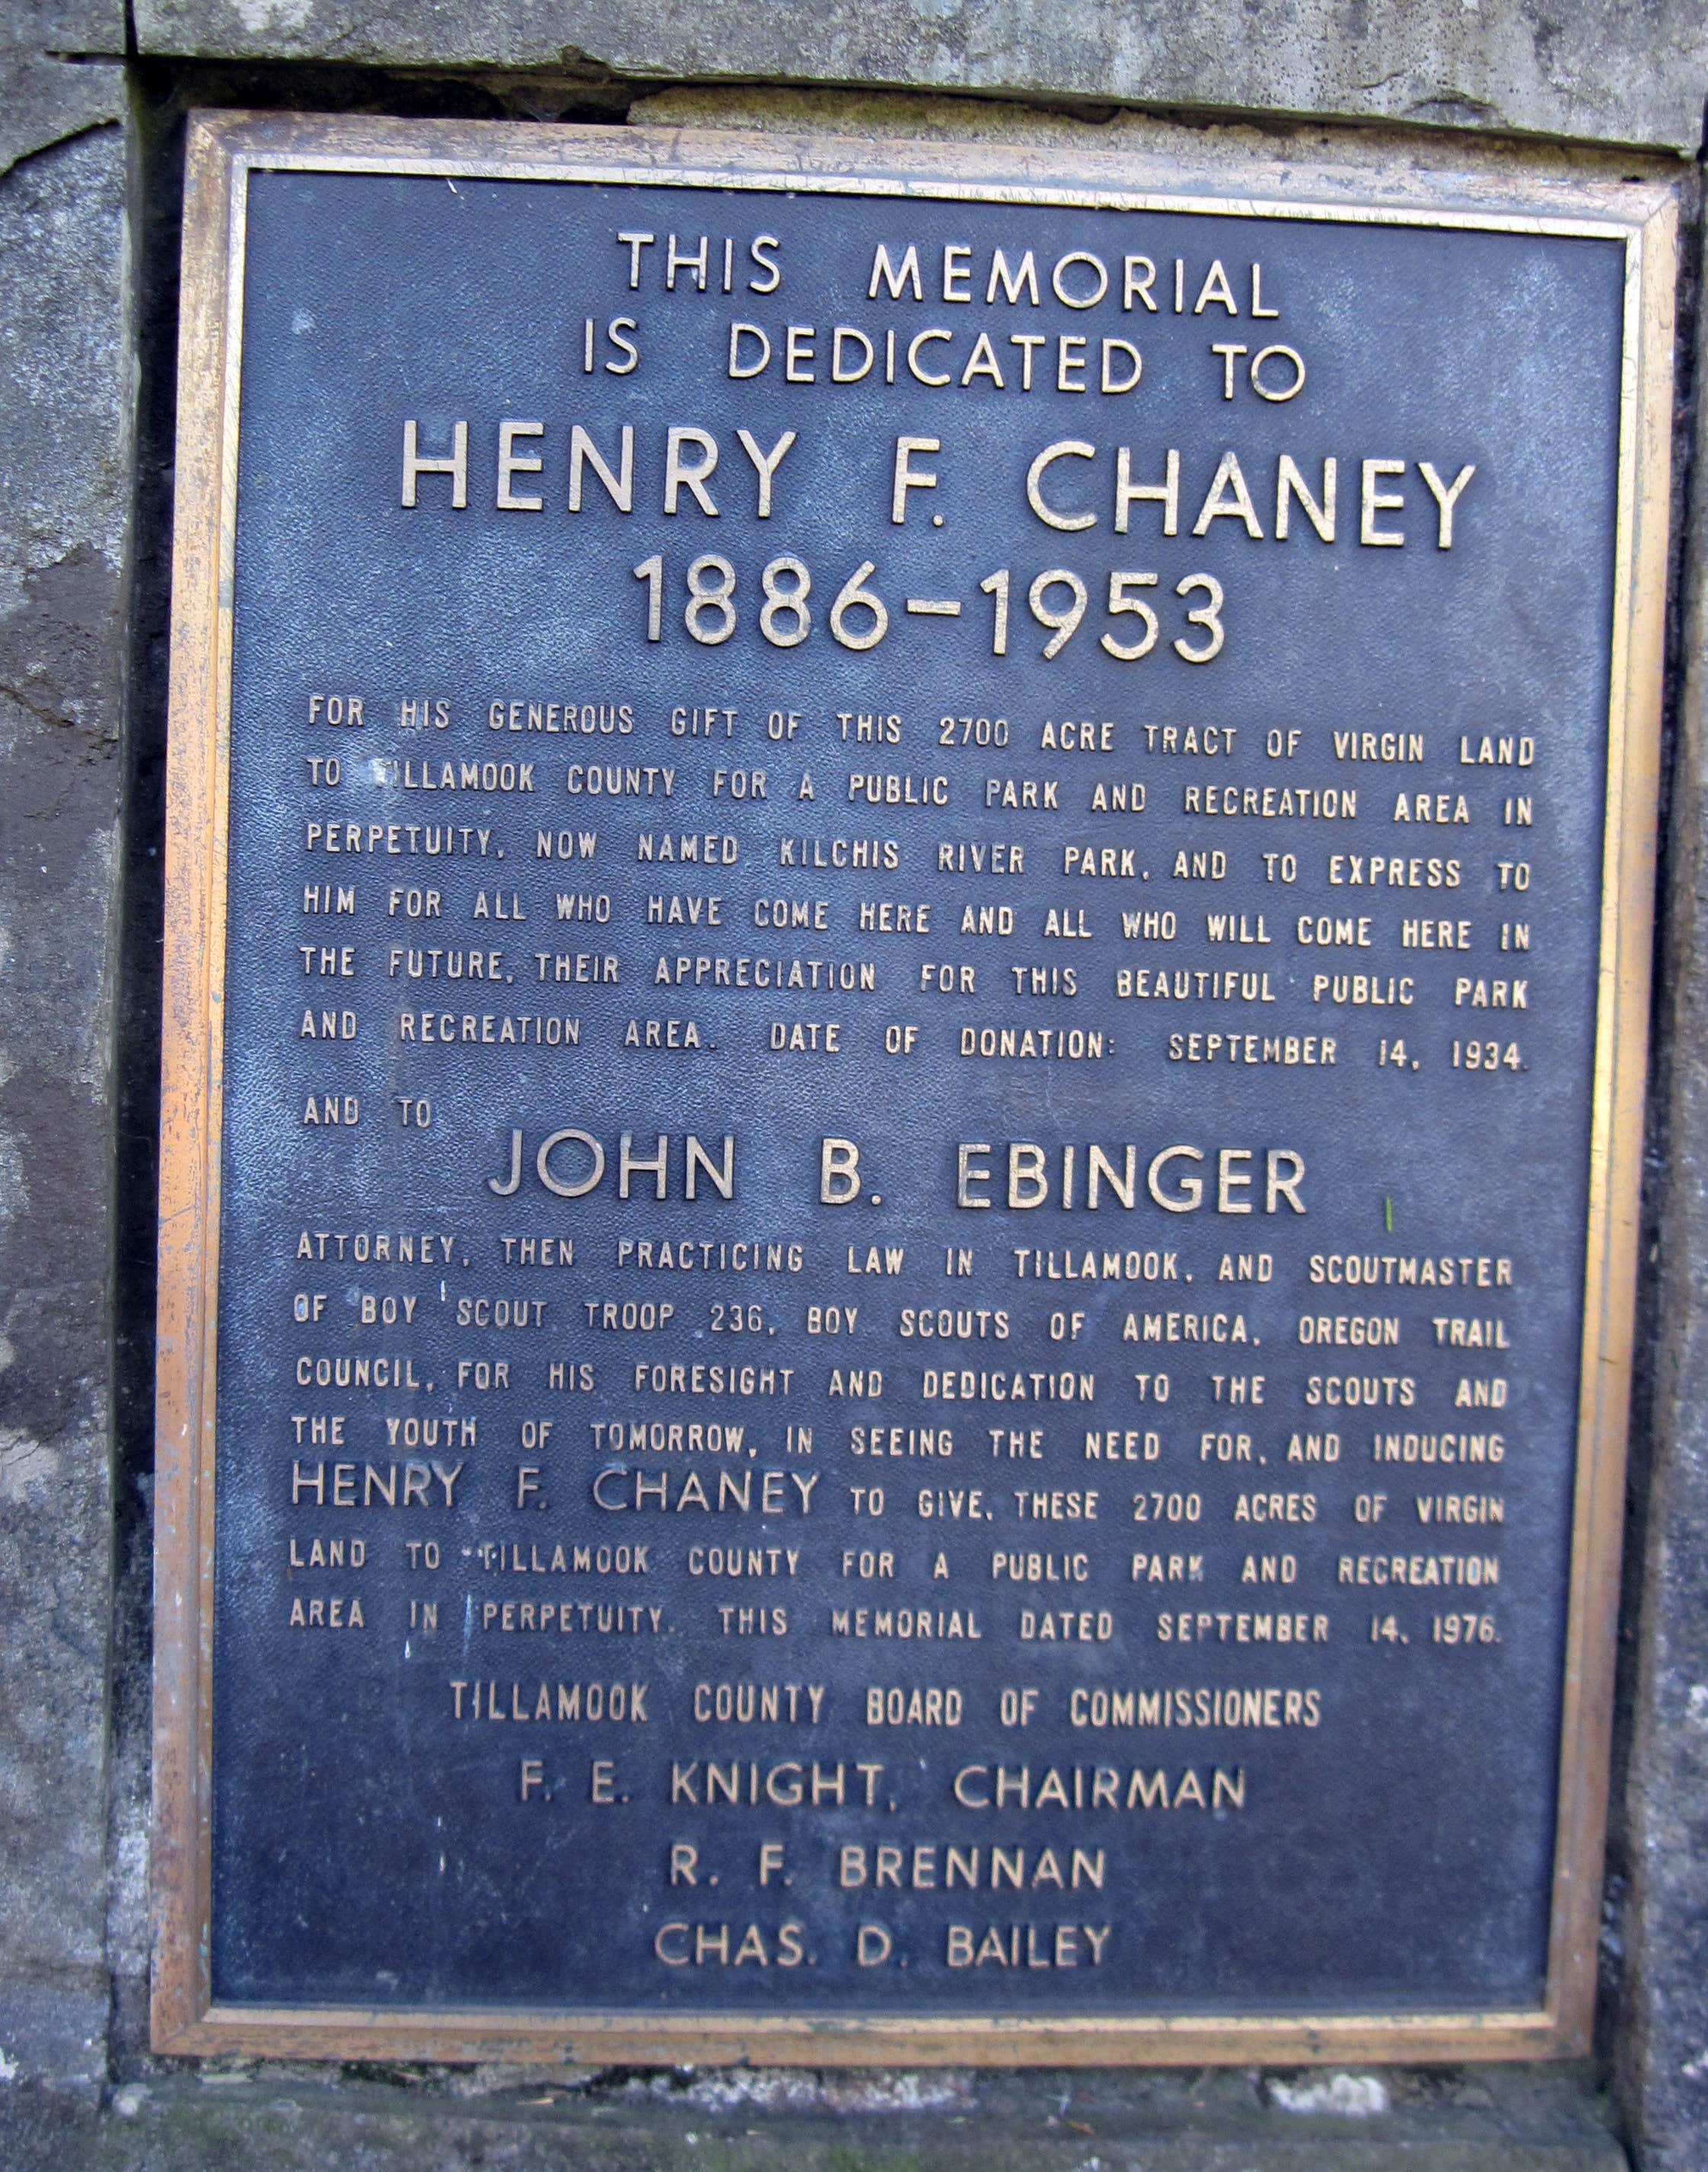 THIS MEMORIAL
IS DEDICATED TO
HENRY F. CHANEY
1886-1953
FOR HIS GENEROUS GIFT OF THIS 2700 ACRE TRACT OF VIRGIN LAND
TO TILLAMOOK COUNTY FOR A PUBLIC PARK AND RECREATION AREA IN
PERPETUITY, NOW NAMED KILCHIS RIVER PARK, AND TO EXPRESS TO
HIM FOR ALL WHO HAVE COME HERE AND ALL WHO WILL COME HERE IN
THE FUTURE, THEIR APPRECIATION FOR THIS BEAUTIFUL PUBLIC PARK
AND RECREATION AREA. DATE OF DONATION: SEPTEMBER 14, 1934.
AND TO
JOHN B. EBINGER
ATTORNEY, THEN PRACTICING LAW IN TILLAMOOK, AND SCOUTMASTER
OF BOY SCOUT TROOP 236, BOY SCOUTS OF AMERICA, OREGON TRAIL
COUNCIL, FOR HIS FORESIGHT AND DEDICATION TO THE SCOUTS AND
THE YOUTH OF TOMORROW, IN SEEING THE NEED FOR, AND INDUCING
HENRY F. CHANEY TO GIVE, THESE 2700 ACRES OF VIRGIN
LAND TO TILLAMOOK COUNTY FOR A PUBLIC PARK AND RECREATION
AREA IN PERPETUITY. THIS MEMORIAL DATED SEPTEMBER 14, 1976.
TILLAMOOK COUNTY BOARD OF COMMISSIONERS
F. E. KNIGHT, CHAIRMAN
R. F. BRENNAN
CHAS. D. BAILEY